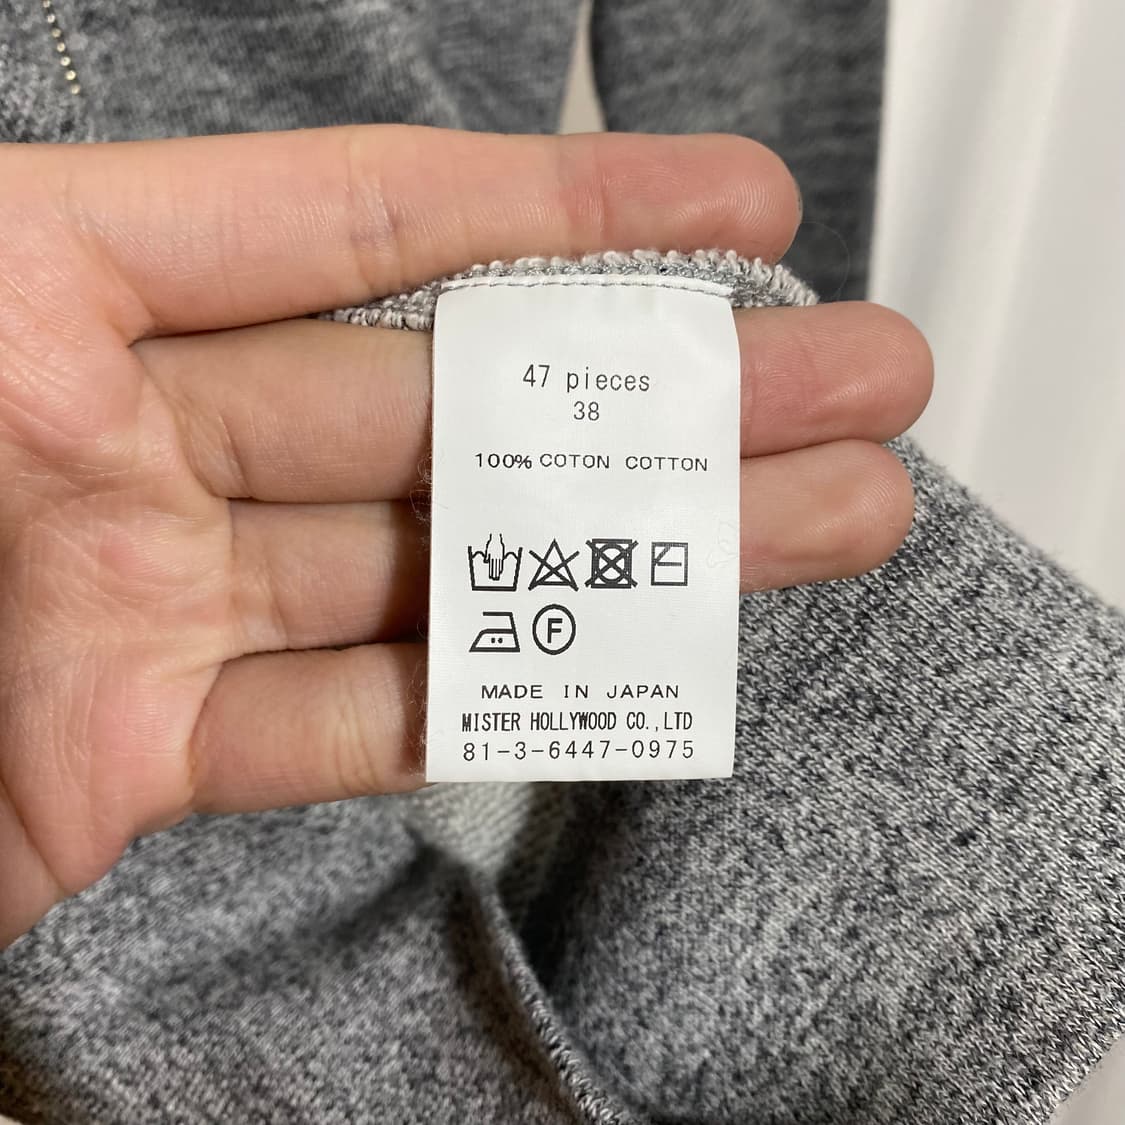 47 pieces
38
100% COTON COTTON
F
MADE IN JAPAN
MISTER HOLLYWOOD CO.,LTD
81-3-6447-0975